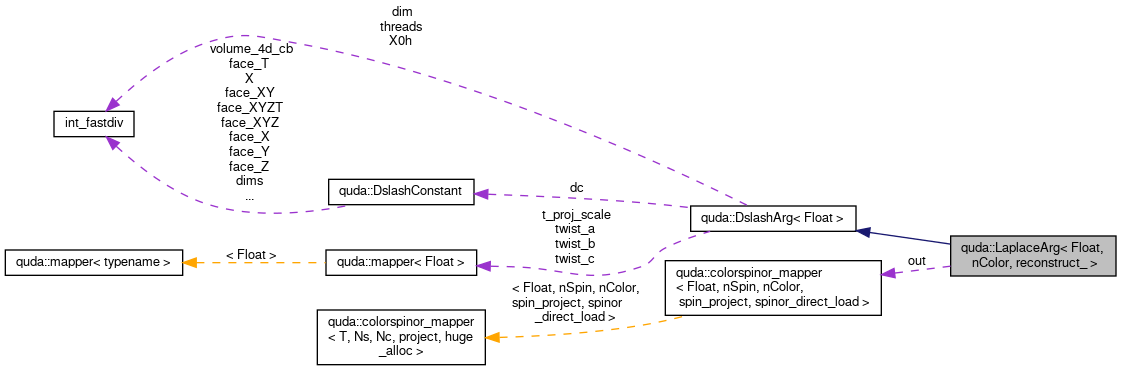 dim
threads
X0h
volume_4d_cb
face_T
X
face_XY
face_XYZT
face_XYZ
face_X
face_Y
face_Z
dims
...
int_fastdiv
quda::DslashConstant
dc
t_proj_scale
twist_a
twist_b
twist_c
quda::DslashArg< Float >
quda::LaplaceArg< Float,
nColor, reconstruct_ >
quda::mapper< typename >
< Float >
quda::mapper< Float >
out
quda::colorspinor_mapper
< Float, nSpin, nColor,
spin_project, spinor_direct_load >
< Float, nSpin, nColor,
spin_project, spinor
_direct_load >
quda::colorspinor_mapper
< T, Ns, Nc, project, huge
_alloc >